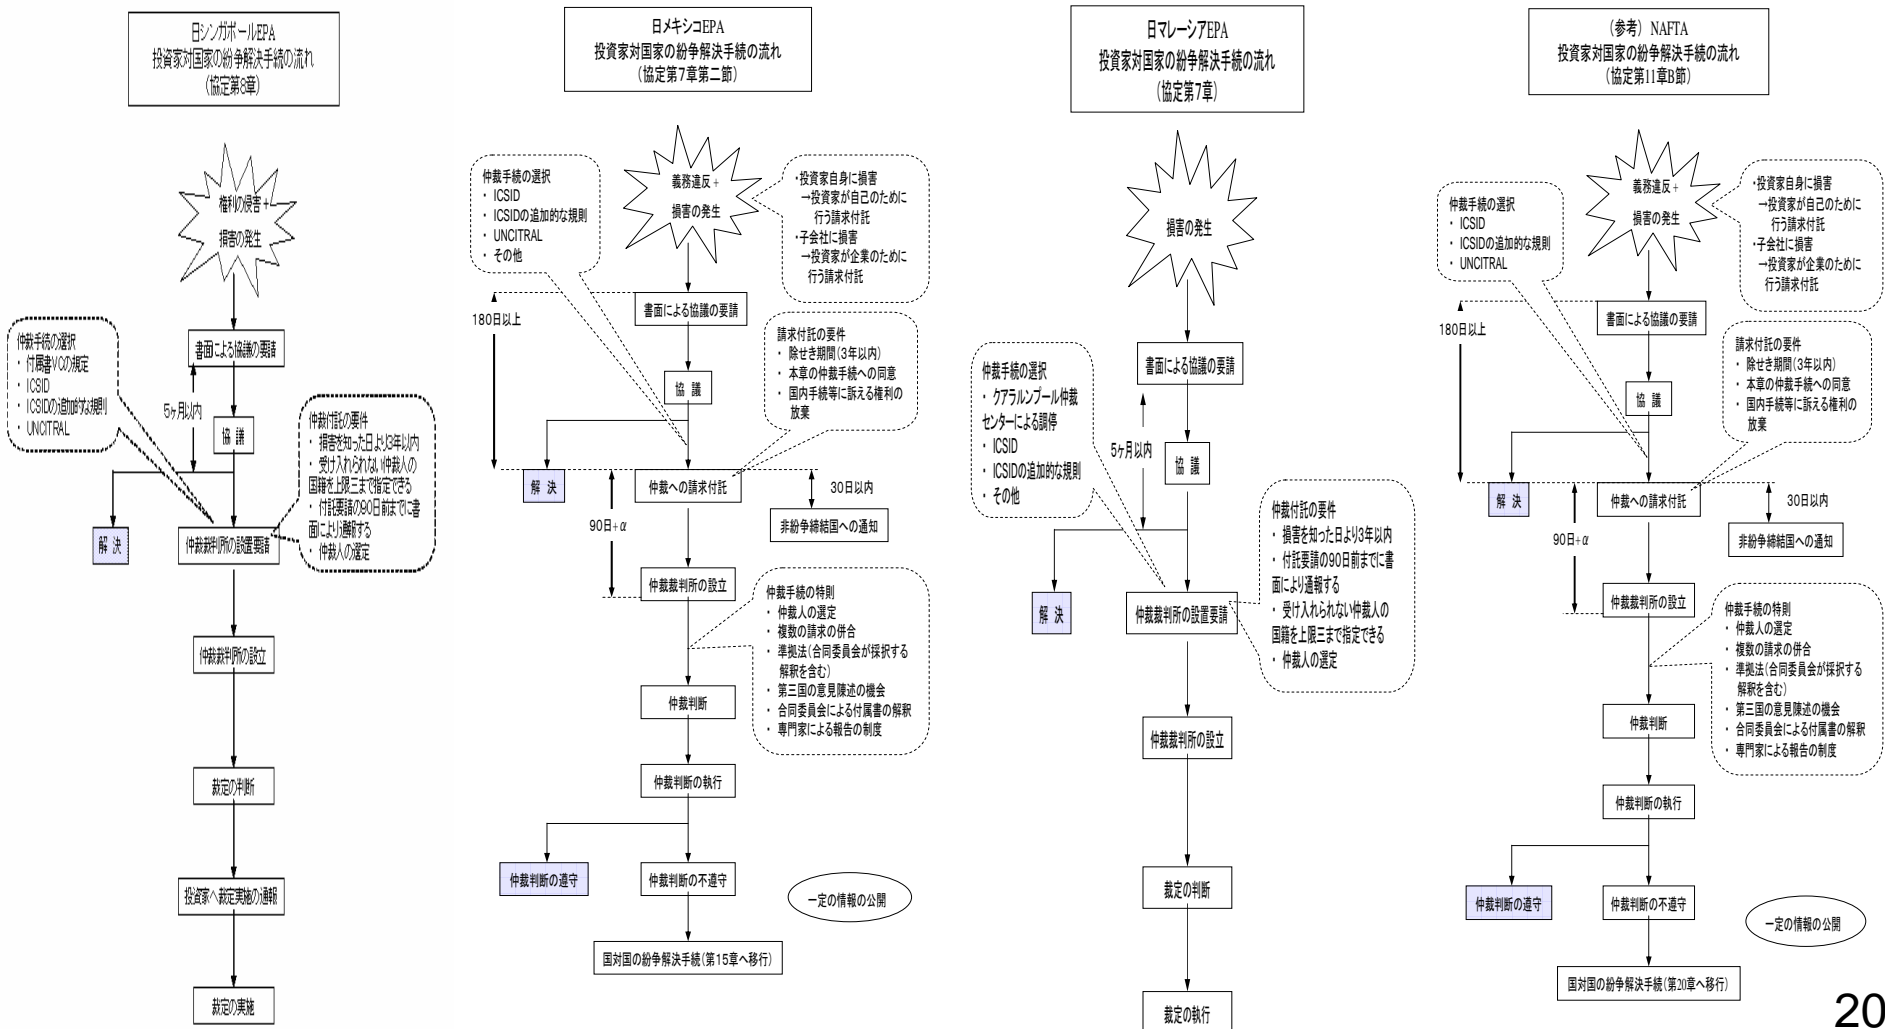 日シンガポールEPA
投資家対国家の紛争解決手続の流れ
(協定第8章)
権利の侵害+
損害の発生
書面による協議の要請
仲裁手続の選択
・ 付属書ⅤCの規定
・ ICSID
・ ICSIDの追加的な規則
・ UNCITRAL
5ヶ月以内
協 議
仲裁付託の要件
・ 損害を知った日より3年以内
・ 受け入れられない仲裁人の
国籍を上限三まで指定できる
・ 付託要請の90日前までに書
面により通報する
・ 仲裁人の選定
解 決
仲裁裁判所の設置要請
仲裁裁判所の設立
裁定の判断
投資家へ裁定実施の通報
裁定の実施
日メキシコEPA
投資家対国家の紛争解決手続の流れ
(協定第7章第二節)
仲裁手続の選択
・ ICSID
・ ICSIDの追加的な規則
・ UNCITRAL
・ その他
義務違反+
損害の発生
・投資家自身に損害
→投資家が自己のために
行う請求付託
・子会社に損害
→投資家が企業のために
行う請求付託
180日以上
書面による協議の要請
協 議
請求付託の要件
・ 除せき期間(3年以内)
・ 本章の仲裁手続への同意
・ 国内手続等に訴える権利の
放棄
解 決
仲裁への請求付託
30日以内
非紛争締結国への通知
90日+α
仲裁裁判所の設立
仲裁手続の特則
・ 仲裁人の選定
・ 複数の請求の併合
・ 準拠法(合同委員会が採択する
解釈を含む)
・ 第三国の意見陳述の機会
・ 合同委員会による付属書の解釈
・ 専門家による報告の制度
仲裁判断
仲裁判断の執行
仲裁判断の遵守
仲裁判断の不遵守
一定の情報の公開
国対国の紛争解決手続(第15章へ移行)
日マレーシアEPA
投資家対国家の紛争解決手続の流れ
(協定第7章)
損害の発生
書面による協議の要請
仲裁手続の選択
・ クアラルンプール仲裁
センターによる調停
・ ICSID
・ ICSIDの追加的な規則
・ その他
5ヶ月以内
協 議
仲裁付託の要件
・ 損害を知った日より3年以内
・ 付託要請の90日前までに書
面により通報する
・ 受け入れられない仲裁人の
国籍を上限三まで指定できる
・ 仲裁人の選定
解 決
仲裁裁判所の設置要請
仲裁裁判所の設立
裁定の判断
裁定の執行
(参考) NAFTA
投資家対国家の紛争解決手続の流れ
(協定第11章B節)
仲裁手続の選択
・ ICSID
・ ICSIDの追加的な規則
・ UNCITRAL
義務違反+
損害の発生
・投資家自身に損害
→投資家が自己のために
行う請求付託
・子会社に損害
→投資家が企業のために
行う請求付託
180日以上
書面による協議の要請
協 議
請求付託の要件
・ 除せき期間(3年以内)
・ 本章の仲裁手続への同意
・ 国内手続等に訴える権利の
放棄
解 決
仲裁への請求付託
30日以内
非紛争締結国への通知
90日+α
仲裁裁判所の設立
仲裁手続の特則
・ 仲裁人の選定
・ 複数の請求の併合
・ 準拠法(合同委員会が採択する
解釈を含む)
・ 第三国の意見陳述の機会
・ 合同委員会による付属書の解釈
・ 専門家による報告の制度
仲裁判断
仲裁判断の執行
仲裁判断の遵守
仲裁判断の不遵守
一定の情報の公開
国対国の紛争解決手続(第20章へ移行)
20